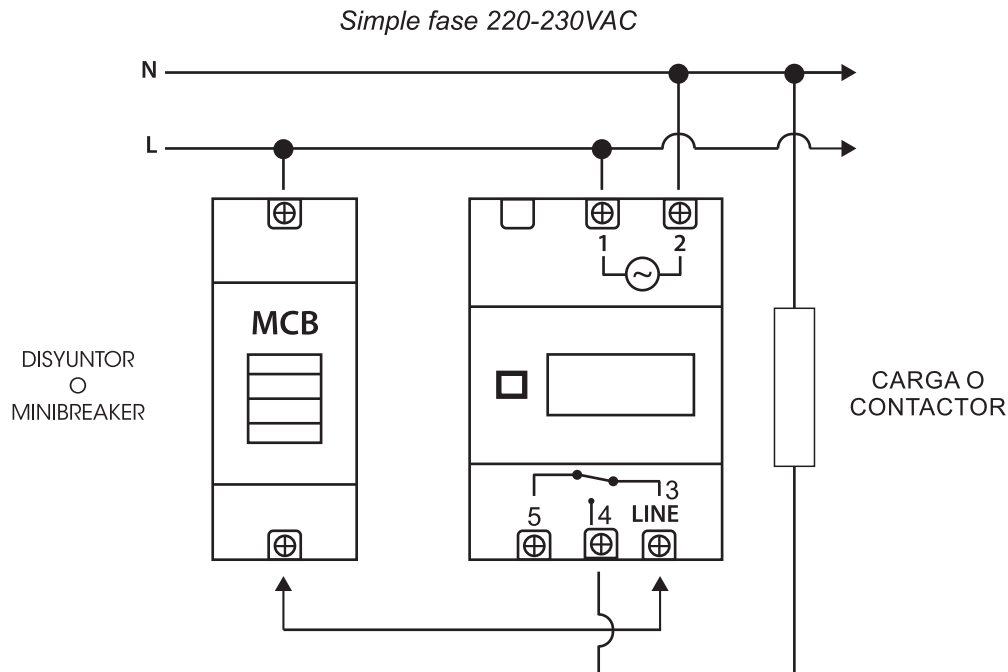 Simple fase 220-230VAC
N
L
1 2
MCB
DISYUNTOR
O
MINIBREAKER
CARGA O
CONTACTOR
3
5 4 LINE